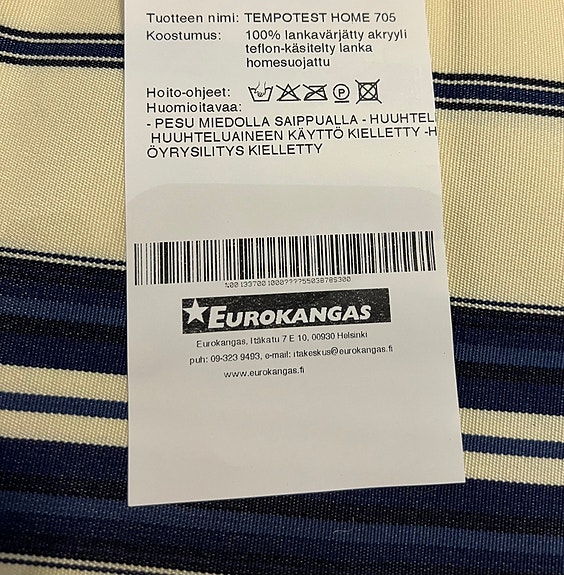 Tuotteen nimi: TEMPOTEST HOME 705
Koostumus: 100% lankavärjätty akryyli
teflon-käsitelty lanka
homesuojattu
Hoito-ohjeet:
Huomioitavaa:
- PESU MIEDOLLA SAIPPUALLA - HUUHTEL
HUUHTELUAINEEN KÄYTTÖ KIELLETTY -H
ÖYRYSILITYS KIELLETTY
EUROKANGAS
Eurokangas, Itäkatu 7 E 10, 00930 Helsinki
puh: 09-323 9493, e-mail: itakeskus@eurokangas.fi
www.eurokangas.fi